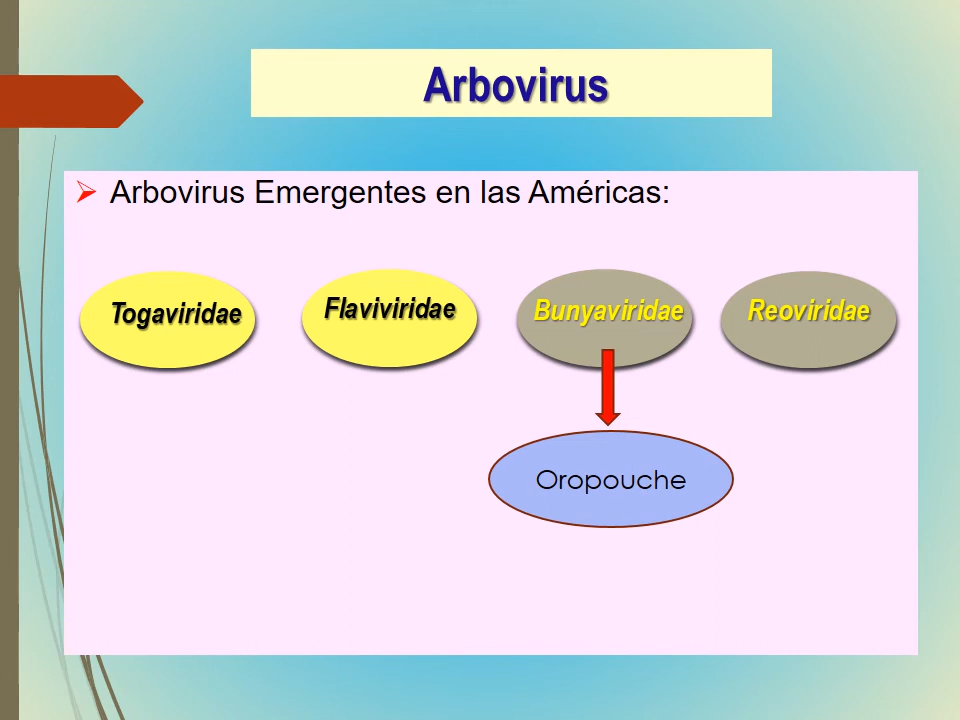 Arbovirus
Arbovirus Emergentes en las Américas:
Togaviridae
Flaviviridae
Bunyaviridae
Reoviridae
Oropouche